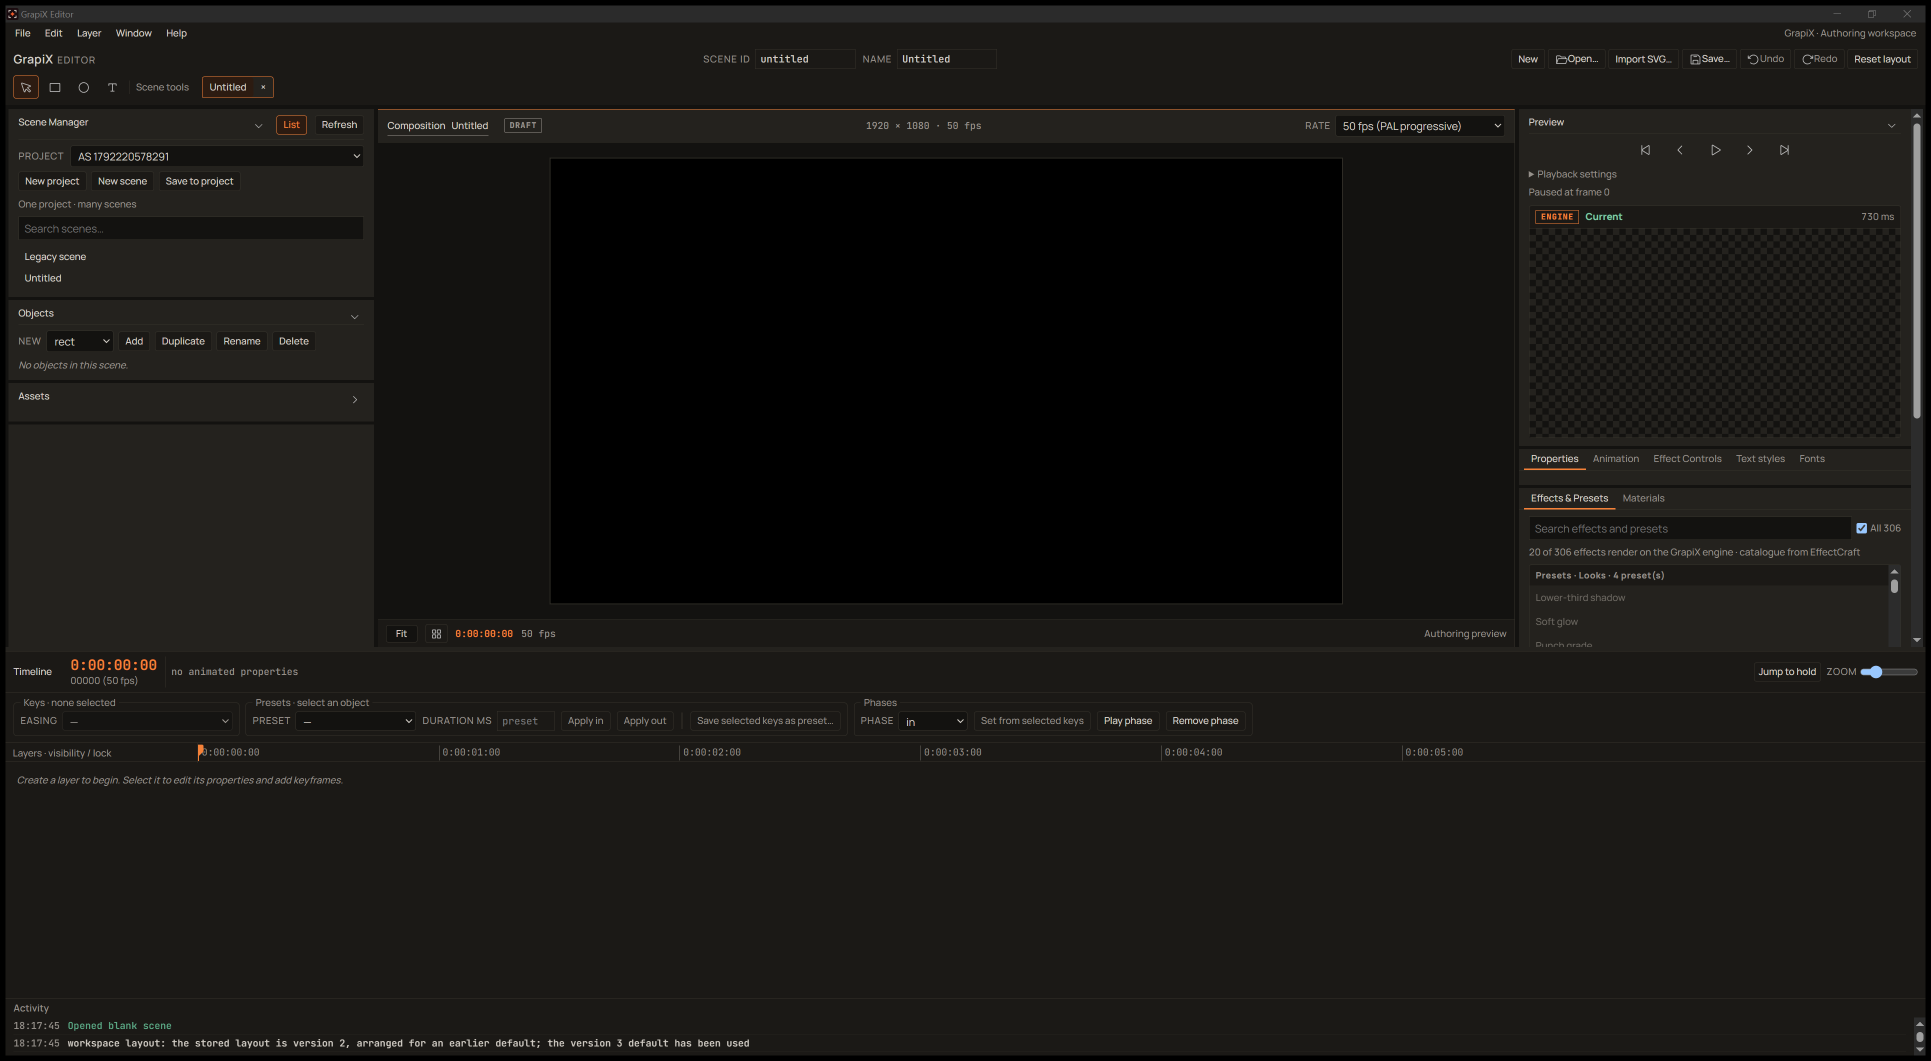 GrapiX Editor
File Edit Layer Window Help
GrapiX · Authoring workspace
GrapiX EDITOR
SCENE ID untitled NAME Untitled
New Open... Import SVG... Save... Undo Redo Reset layout
Scene tools
Untitled ×
Scene Manager
List Refresh
PROJECT AS 1792220578291
New project New scene Save to project
One project · many scenes
Search scenes...
Legacy scene
Untitled
Objects
NEW rect Add Duplicate Rename Delete
No objects in this scene.
Assets
Composition Untitled DRAFT
1920 × 1080 · 50 fps
RATE 50 fps (PAL progressive)
Fit 0:00:00:00 50 fps
Authoring preview
Preview
Playback settings
Paused at frame 0
ENGINE Current 730 ms
Properties Animation Effect Controls Text styles Fonts
Effects & Presets Materials
Search effects and presets All 306
20 of 306 effects render on the GrapiX engine · catalogue from EffectCraft
Presets · Looks · 4 preset(s)
Lower-third shadow
Soft glow
Punch grade
Timeline 0:00:00:00
00000 (50 fps)
no animated properties
Jump to hold ZOOM
Keys · none selected
EASING —
Presets · select an object
PRESET — DURATION MS preset Apply in Apply out Save selected keys as preset...
Phases
PHASE in Set from selected keys Play phase Remove phase
Layers · visibility / lock
0:00:00:00 0:00:01:00 0:00:02:00 0:00:03:00 0:00:04:00 0:00:05:00
Create a layer to begin. Select it to edit its properties and add keyframes.
Activity
18:17:45 Opened blank scene
18:17:45 workspace layout: the stored layout is version 2, arranged for an earlier default; the version 3 default has been used